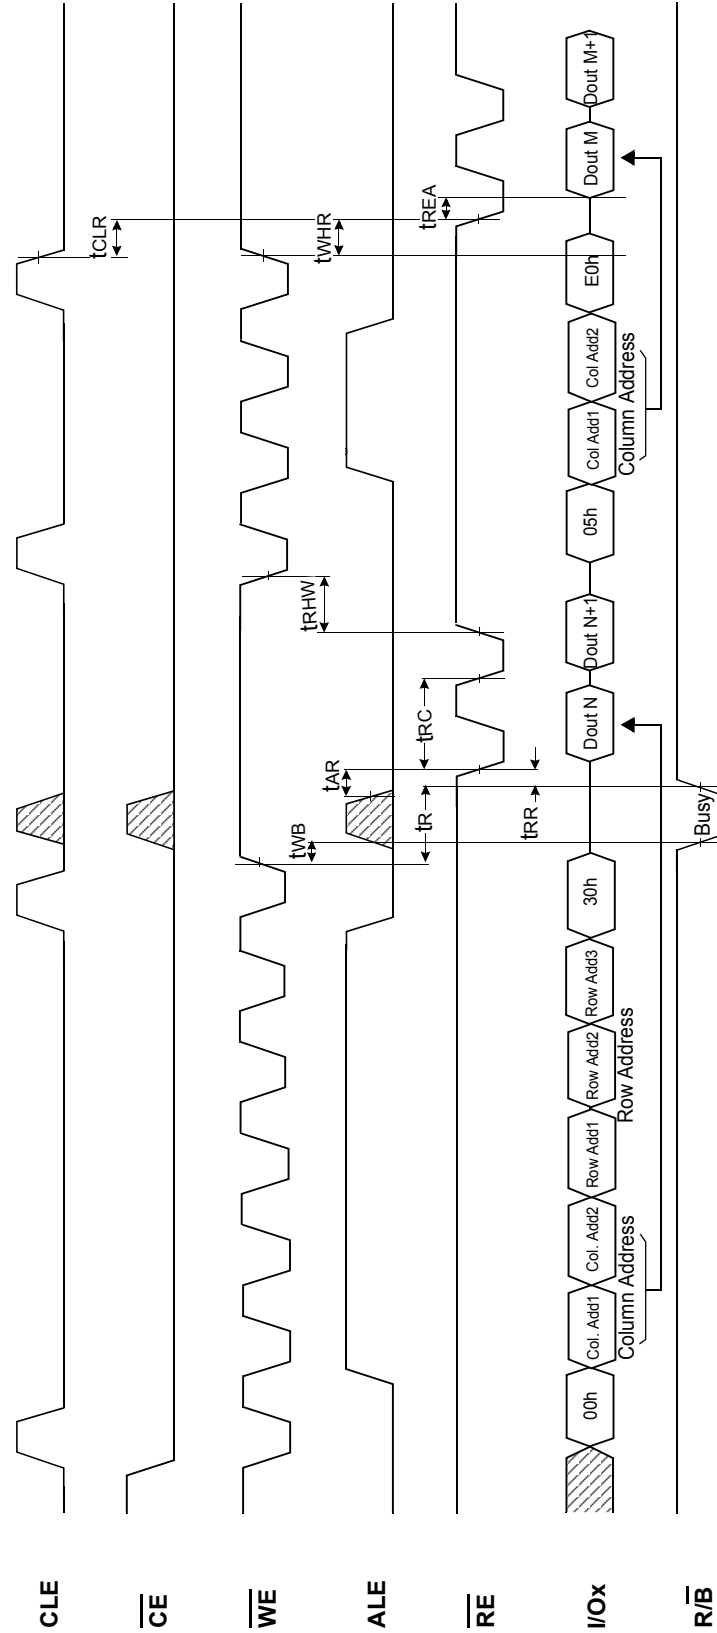 CLE
tCLR
CE
WE
tWB
tRHW
tWHR
ALE
tAR
RE
tR
tRC
tREA
tRR
I/Ox
00h
Col. Add1
Col. Add2
Row Add1
Row Add2
Row Add3
30h
Dout N
Dout N+1
05h
Col Add1
Col Add2
E0h
Dout M
Dout M+1
Column Address
Row Address
Column Address
R/B
Busy